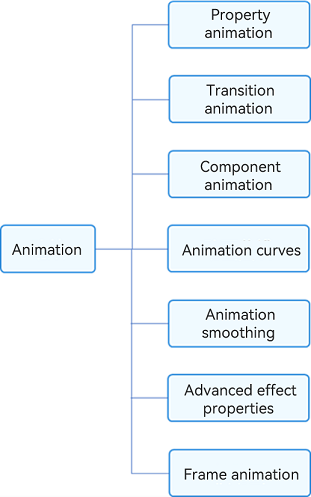 Property
animation
Transition
animation
Component
animation
Animation
Animation curves
Animation
smoothing
Advanced effect
properties
Frame animation